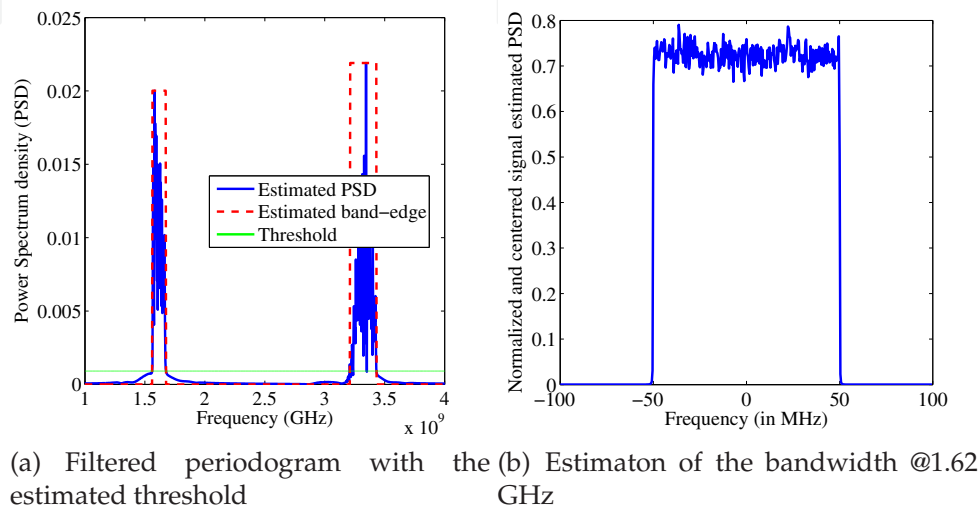 0.025
0.02
0.015
0.01
0.005
0
Power Spectrum density (PSD)
Estimated PSD
Estimated band−edge
Threshold
1 1.5 2 2.5 3 3.5 4
x 10^9
Frequency (GHz)
0.8
0.7
0.6
0.5
0.4
0.3
0.2
0.1
0
Normalized and centerred signal estimated PSD
−100 −50 0 50 100
Frequency (in MHz)
(a) Filtered periodogram with the
estimated threshold
(b) Estimaton of the bandwidth @1.62
GHz